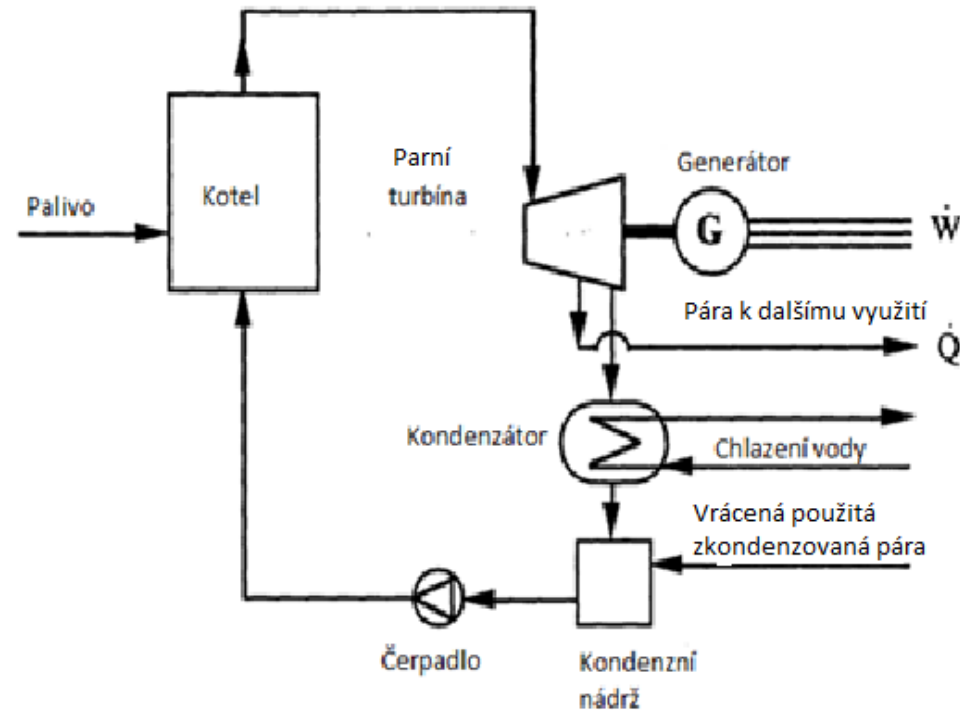 Palivo
Kotel
Parní
turbína
Generátor
G
Ẇ
Pára k dalšímu využití
Q̇
Kondenzátor
Chlazení vody
Vrácená použitá
zkondenzovaná pára
Čerpadlo
Kondenzní
nádrž